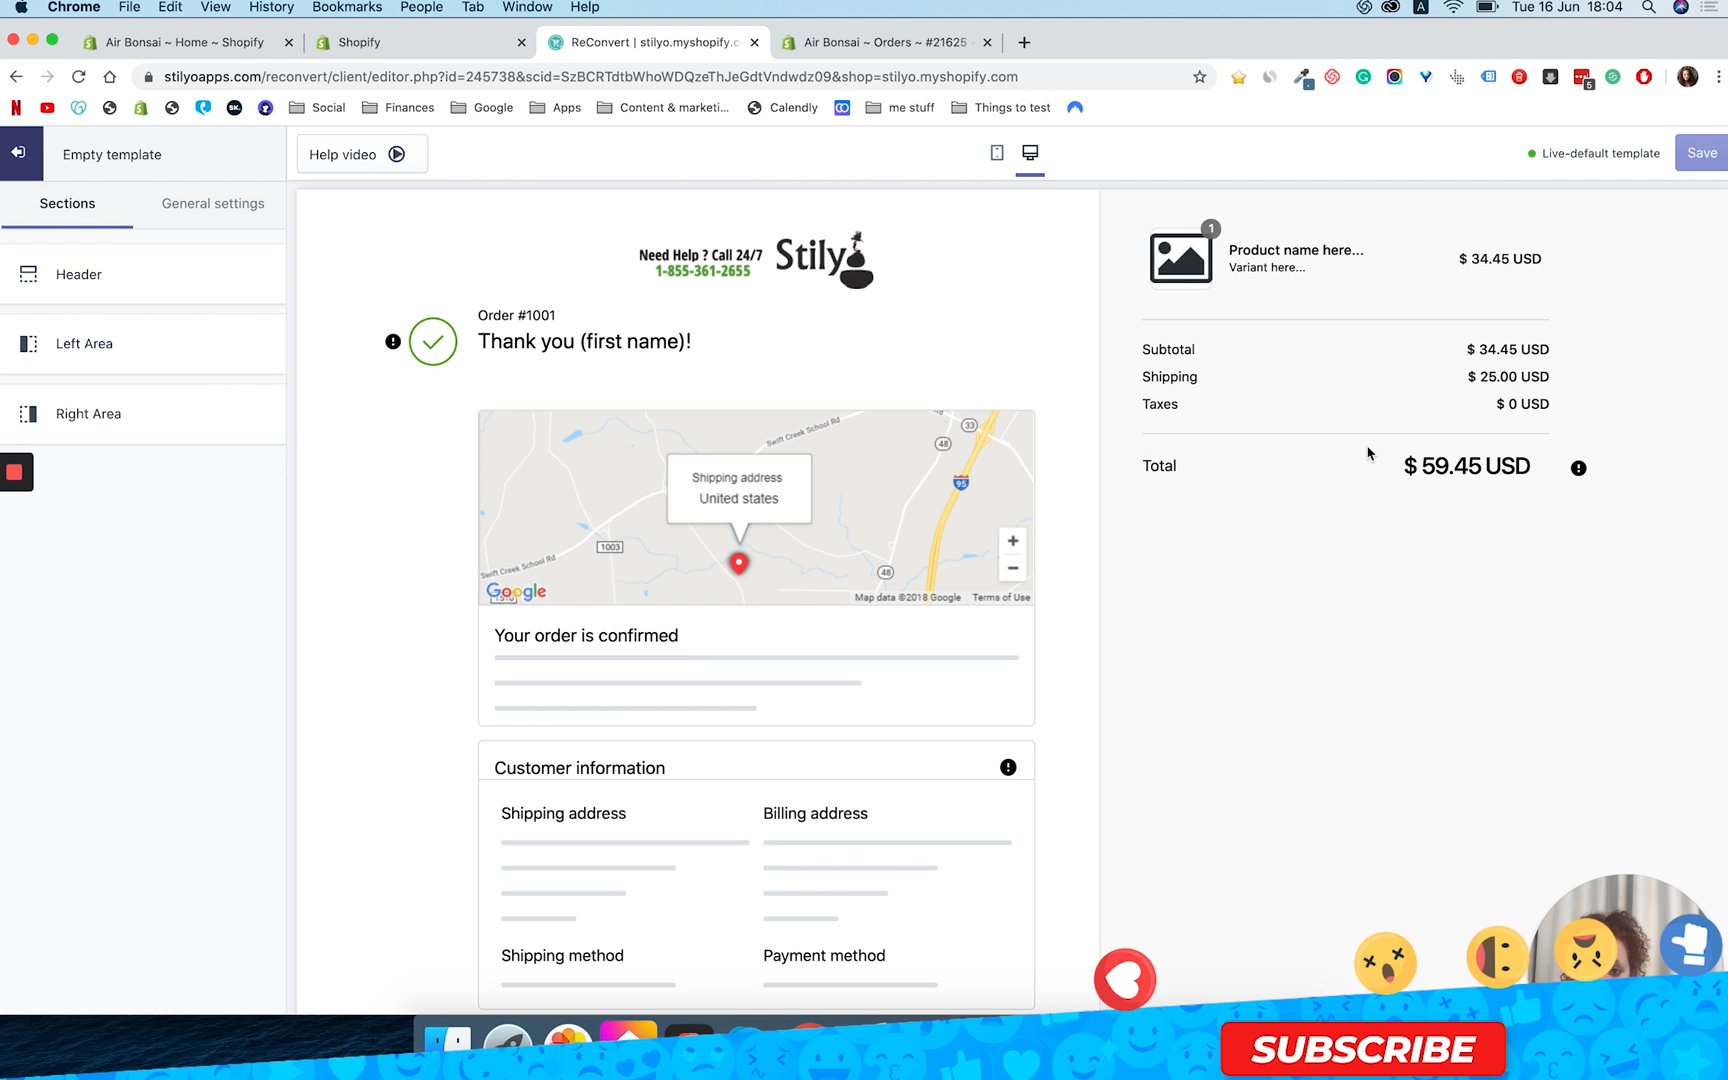 Chrome File Edit View History Bookmarks People Tab Window Help
A Tue 16 Jun 18:04
Air Bonsai ~ Home ~ Shopify
Shopify
ReConvert | stilyo.myshopify.c
Air Bonsai ~ Orders ~ #21625
stilyoapps.com/reconvert/client/editor.php?id=245738&scid=SzBCRTdtbWhoWDQzeThJeGdtVndwdz09&shop=stilyo.myshopify.com
5
SK.
Social
Finances
Google
Apps
Content & marketi...
Calendly
me stuff
Things to test
Empty template
Help video
Live-default template
Save
Sections
General settings
Header
Left Area
Right Area
Need Help ? Call 24/7
1-855-361-2655
Stily
Order #1001
Thank you (first name)!
Swift Creek School Rd
33
48
Shipping address
United states
95
1003
Swift Creek School Rd
48
+
−
Google
Map data ©2018 Google Terms of Use
Your order is confirmed
Customer information
Shipping address
Billing address
Shipping method
Payment method
1
Product name here...
Variant here...
$ 34.45 USD
Subtotal $ 34.45 USD
Shipping $ 25.00 USD
Taxes $ 0 USD
Total $ 59.45 USD
SUBSCRIBE